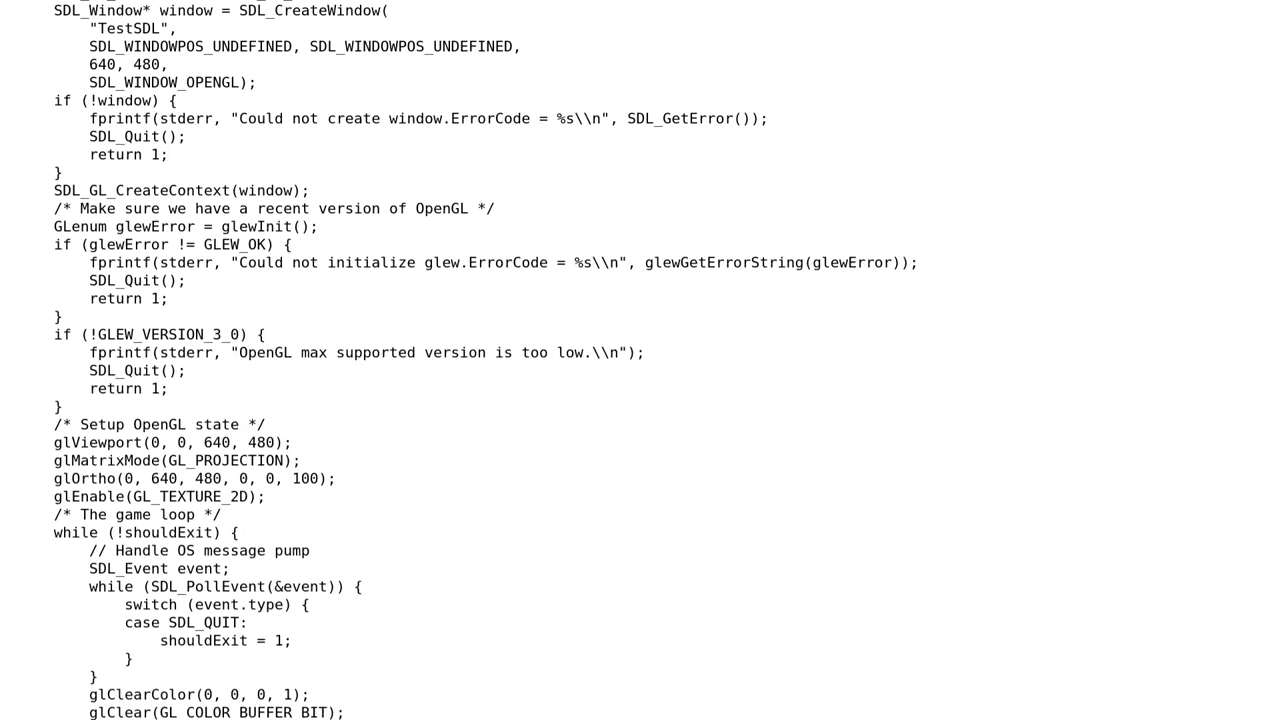 SDL_Window* window = SDL_CreateWindow(
"TestSDL",
SDL_WINDOWPOS_UNDEFINED, SDL_WINDOWPOS_UNDEFINED,
640, 480,
SDL_WINDOW_OPENGL);
if (!window) {
fprintf(stderr, "Could not create window.ErrorCode = %s\\n", SDL_GetError());
SDL_Quit();
return 1;
}
SDL_GL_CreateContext(window);
/* Make sure we have a recent version of OpenGL */
GLenum glewError = glewInit();
if (glewError != GLEW_OK) {
fprintf(stderr, "Could not initialize glew.ErrorCode = %s\\n", glewGetErrorString(glewError));
SDL_Quit();
return 1;
}
if (!GLEW_VERSION_3_0) {
fprintf(stderr, "OpenGL max supported version is too low.\\n");
SDL_Quit();
return 1;
}
/* Setup OpenGL state */
glViewport(0, 0, 640, 480);
glMatrixMode(GL_PROJECTION);
glOrtho(0, 640, 480, 0, 0, 100);
glEnable(GL_TEXTURE_2D);
/* The game loop */
while (!shouldExit) {
// Handle OS message pump
SDL_Event event;
while (SDL_PollEvent(&event)) {
switch (event.type) {
case SDL_QUIT:
shouldExit = 1;
}
}
glClearColor(0, 0, 0, 1);
glClear(GL_COLOR_BUFFER_BIT);